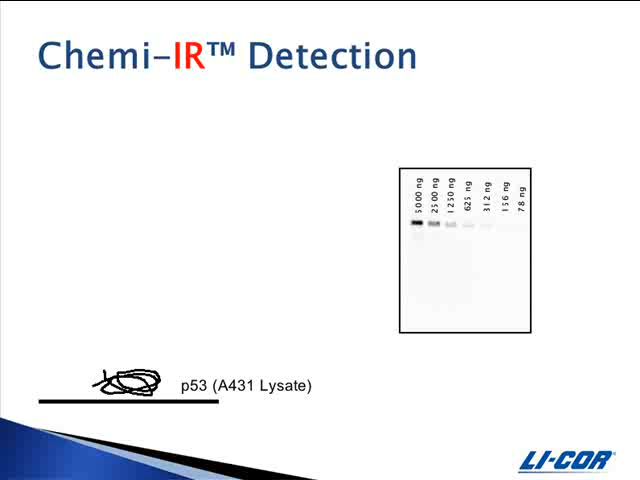 Chemi-IR™ Detection
5000 ng
2500 ng
1250 ng
625 ng
312 ng
156 ng
78 ng
p53 (A431 Lysate)
LI-COR®